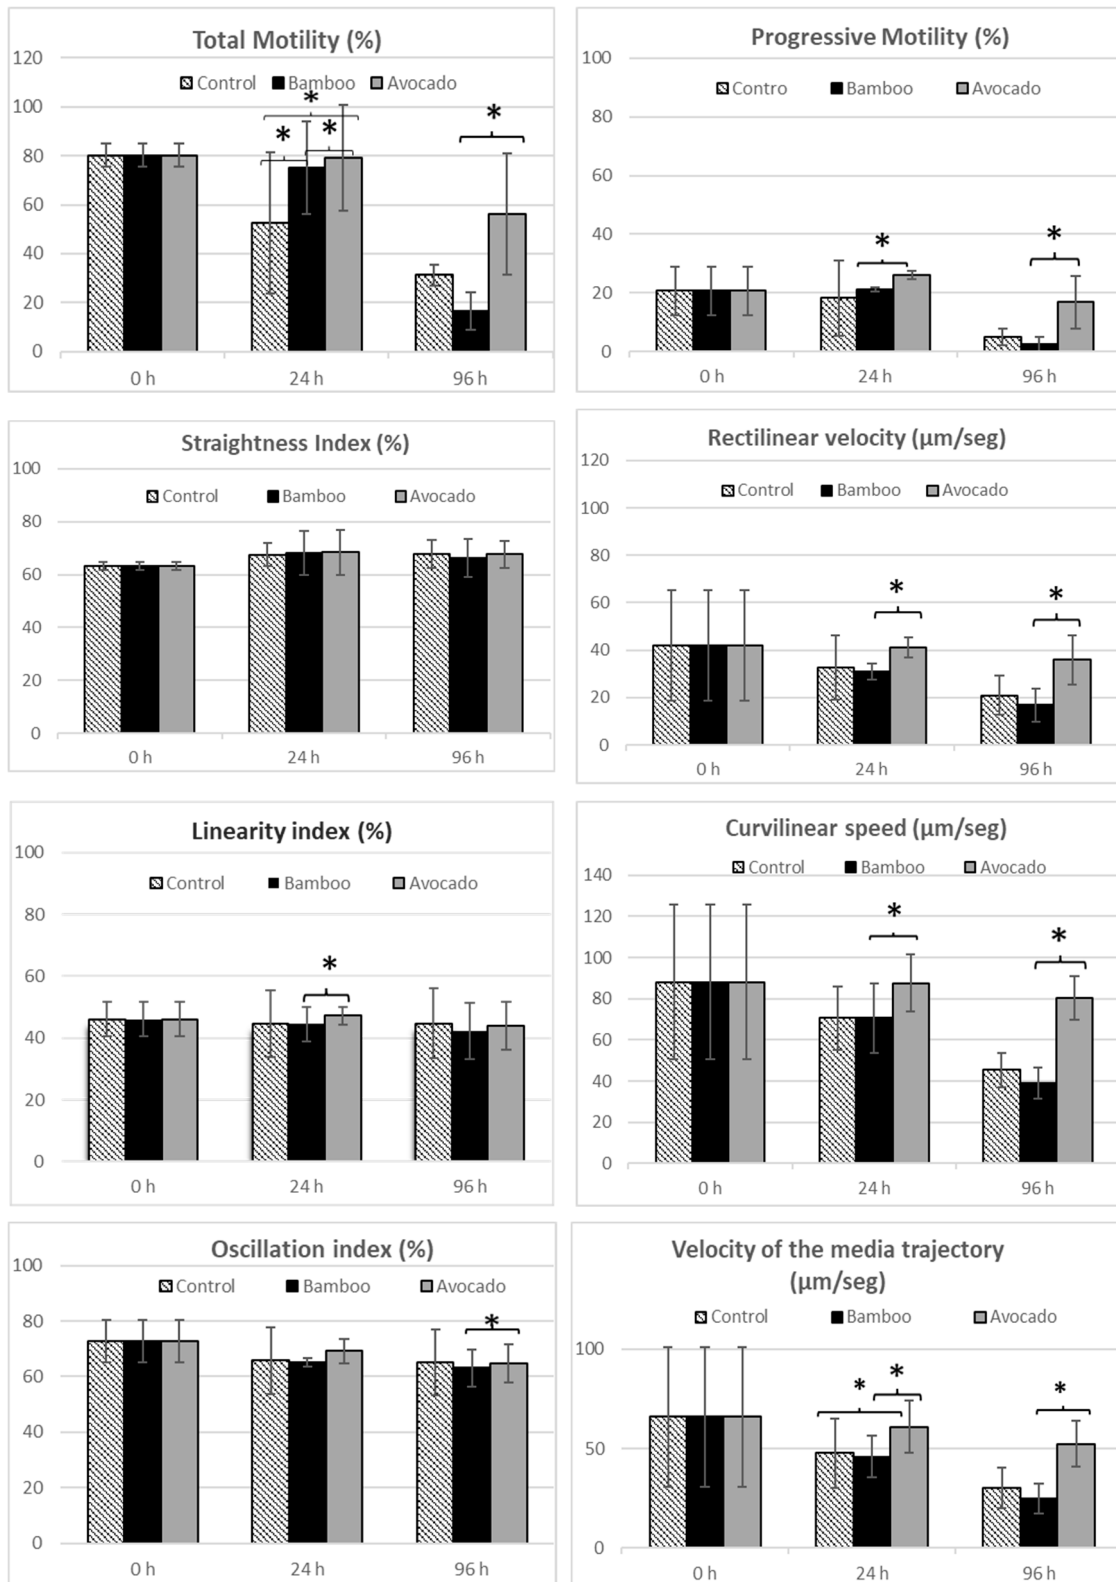 Total Motility (%)
120
Control Bamboo Avocado
100
*
* *
*
80
60
40
20
0
0 h 24 h 96 h
Progressive Motility (%)
100
Contro Bamboo Avocado
80
60
40
* *
20
0
0 h 24 h 96 h
Straightness Index (%)
100
Control Bamboo Avocado
80
60
40
20
0
0 h 24 h 96 h
Rectilinear velocity (µm/seg)
120
Control Bamboo Avocado
100
80
* *
60
40
20
0
0 h 24 h 96 h
Linearity index (%)
100
Control Bamboo Avocado
80
60
*
40
20
0
0 h 24 h 96 h
Curvilinear speed (µm/seg)
Control Bamboo Avocado
140
120
* *
100
80
60
40
20
0
0 h 24 h 96 h
Oscillation index (%)
100
Control Bamboo Avocado
80
*
60
40
20
0
0 h 24 h 96 h
Velocity of the media trajectory
(µm/seg)
Control Bamboo Avocado
100
* * *
50
0
0 h 24 h 96 h